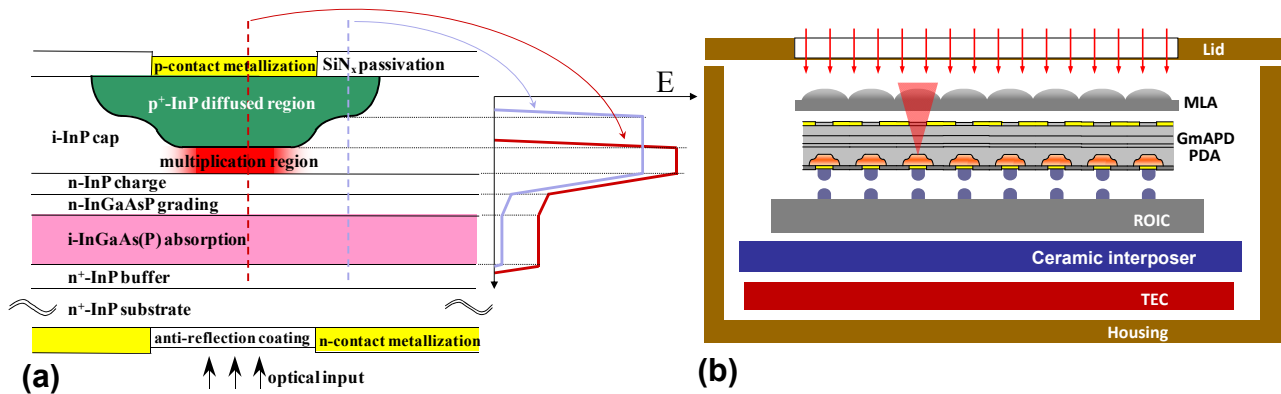 p-contact metallization
SiNx passivation
E
p+-InP diffused region
i-InP cap
multiplication region
n-InP charge
n-InGaAsP grading
i-InGaAs(P) absorption
n+-InP buffer
n+-InP substrate
anti-reflection coating
n-contact metallization
optical input
(a)
Lid
MLA
GmAPD
PDA
ROIC
Ceramic interposer
TEC
Housing
(b)